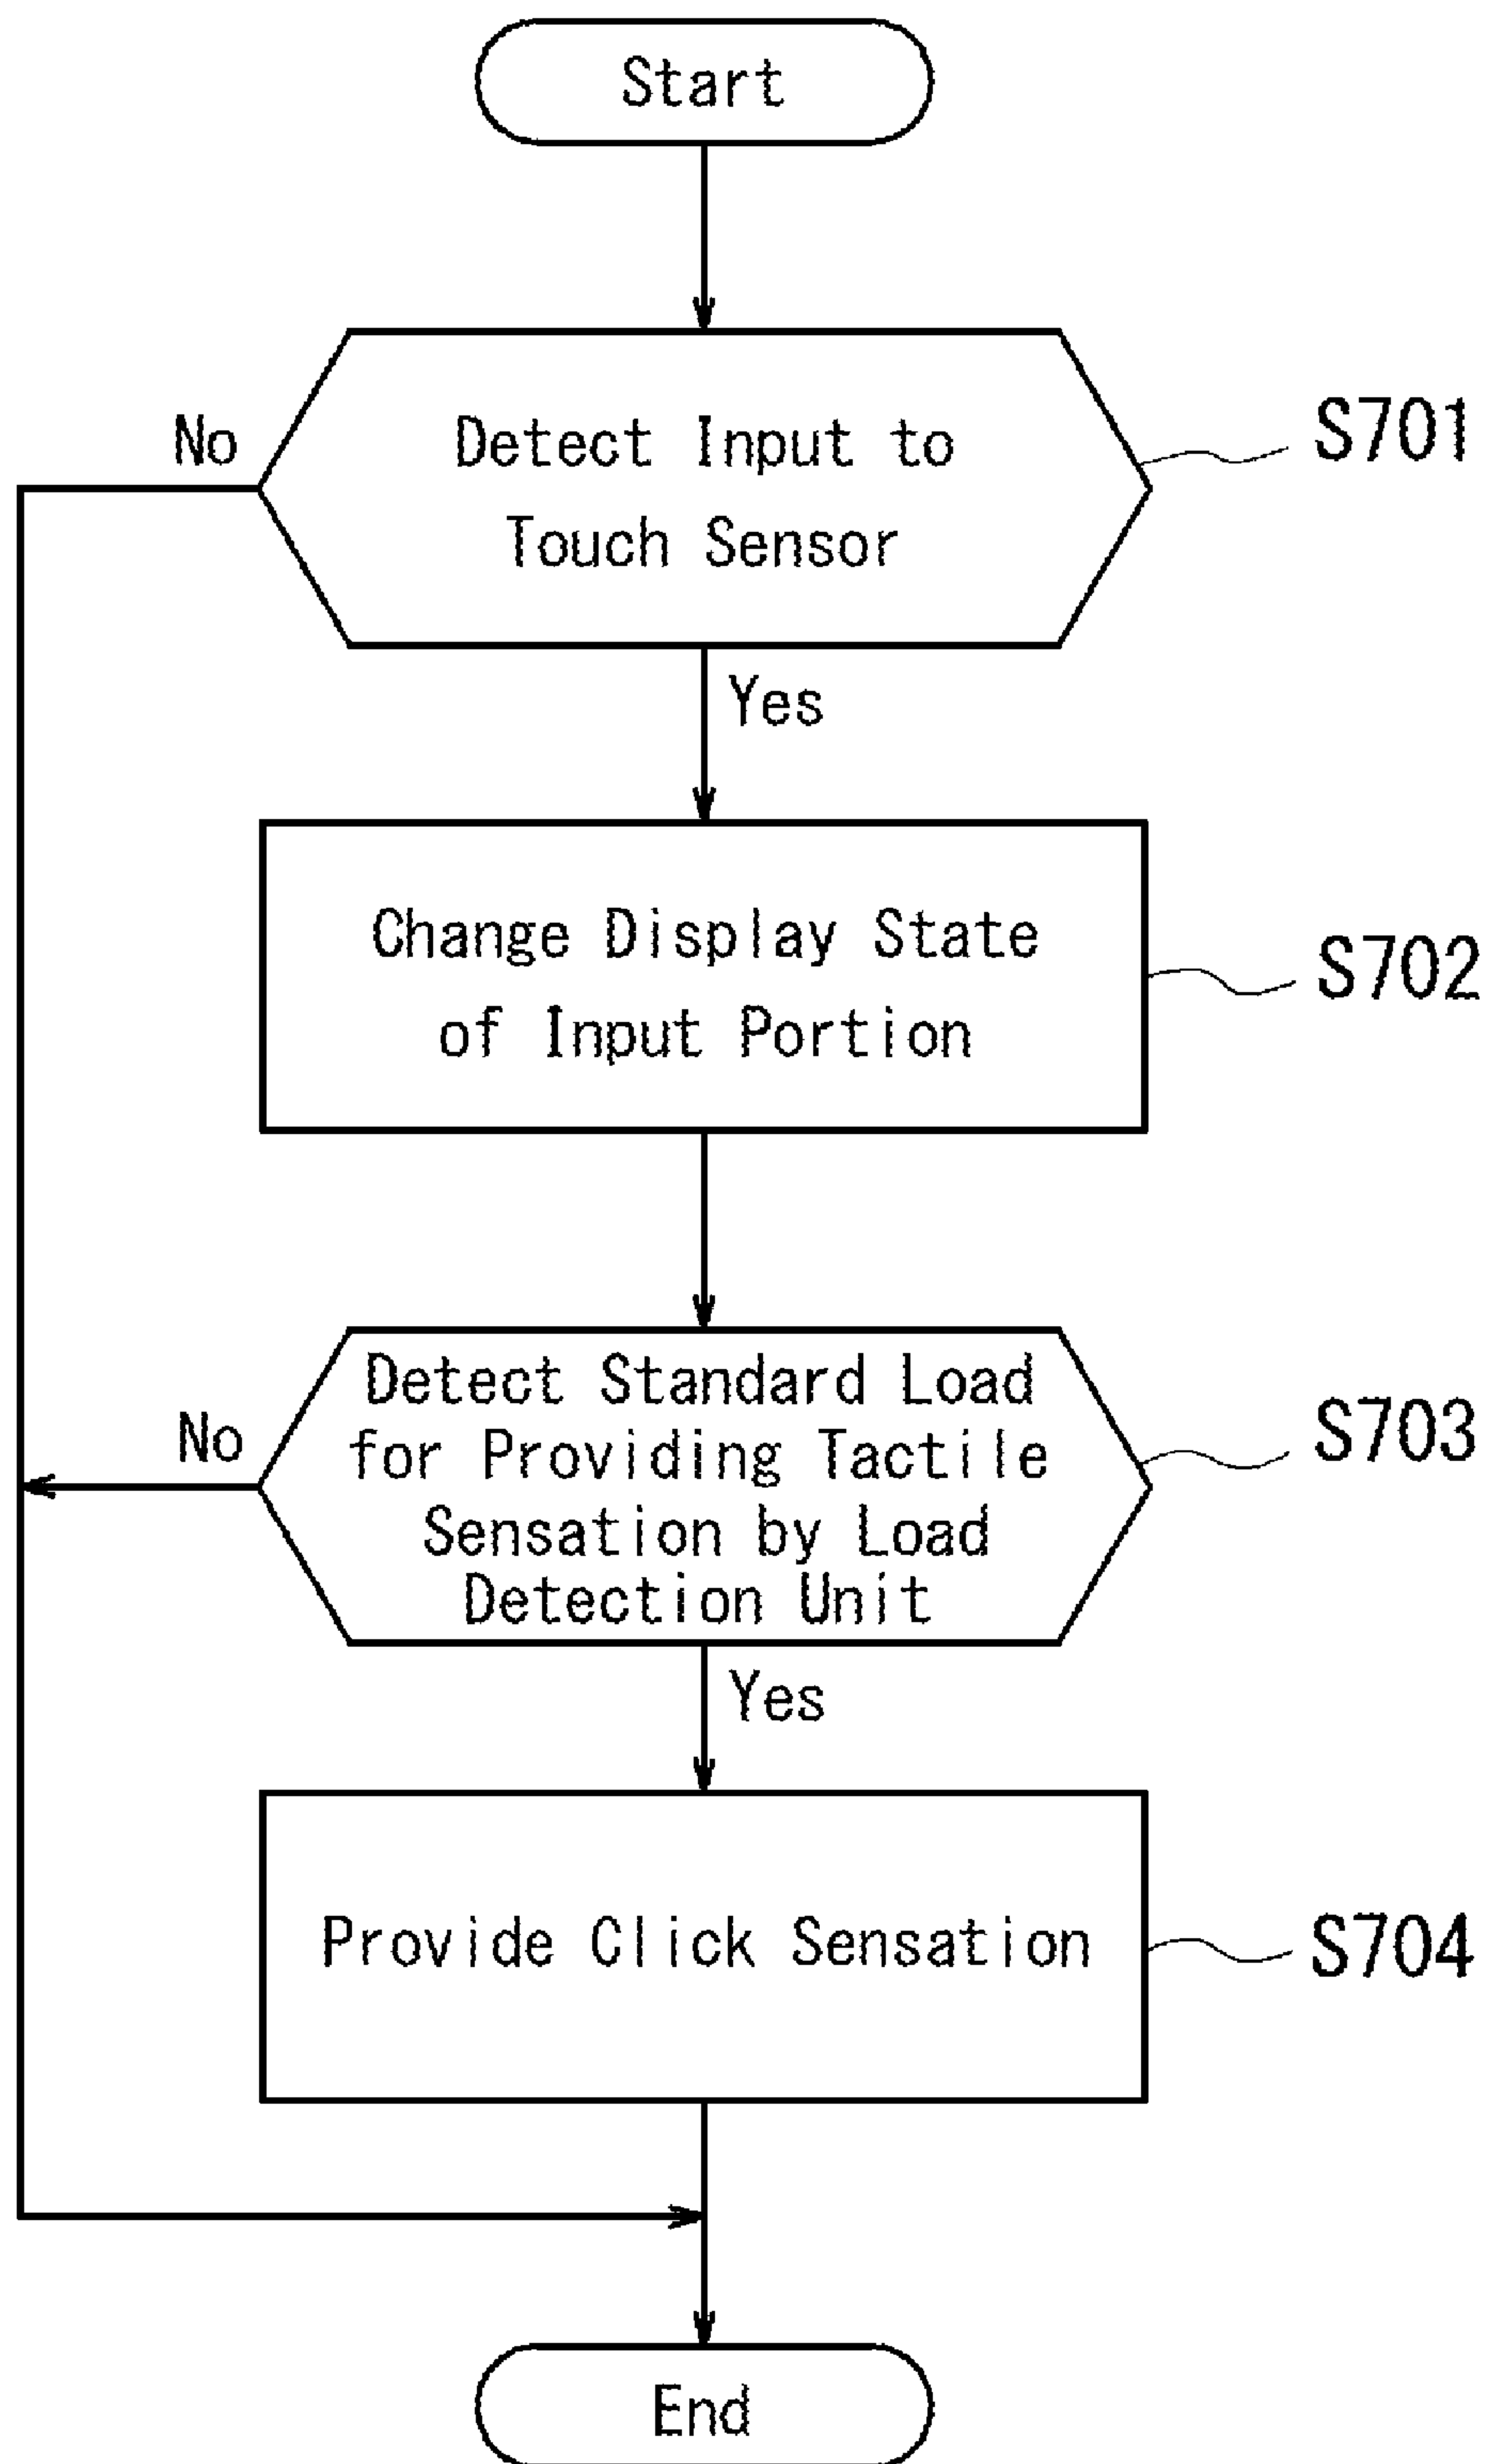 Start
No
Detect Input to
Touch Sensor
S701
Yes
Change Display State
of Input Portion
S702
No
Detect Standard Load
for Providing Tactile
Sensation by Load
Detection Unit
S703
Yes
Provide Click Sensation
S704
End